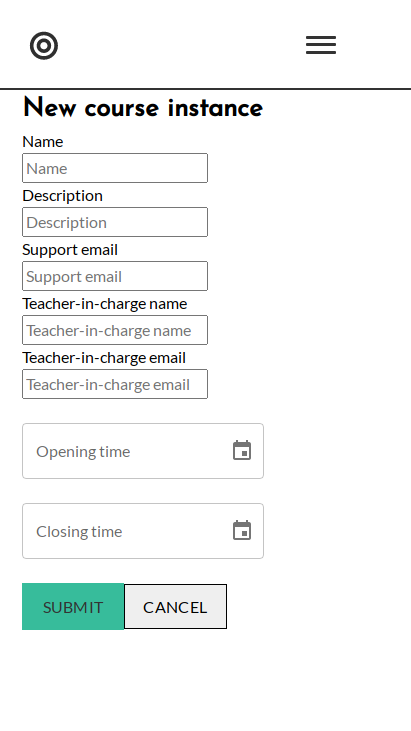 New course instance
Name
Name
Description
Description
Support email
Support email
Teacher-in-charge name
Teacher-in-charge name
Teacher-in-charge email
Teacher-in-charge email
Opening time
Closing time
SUBMIT CANCEL